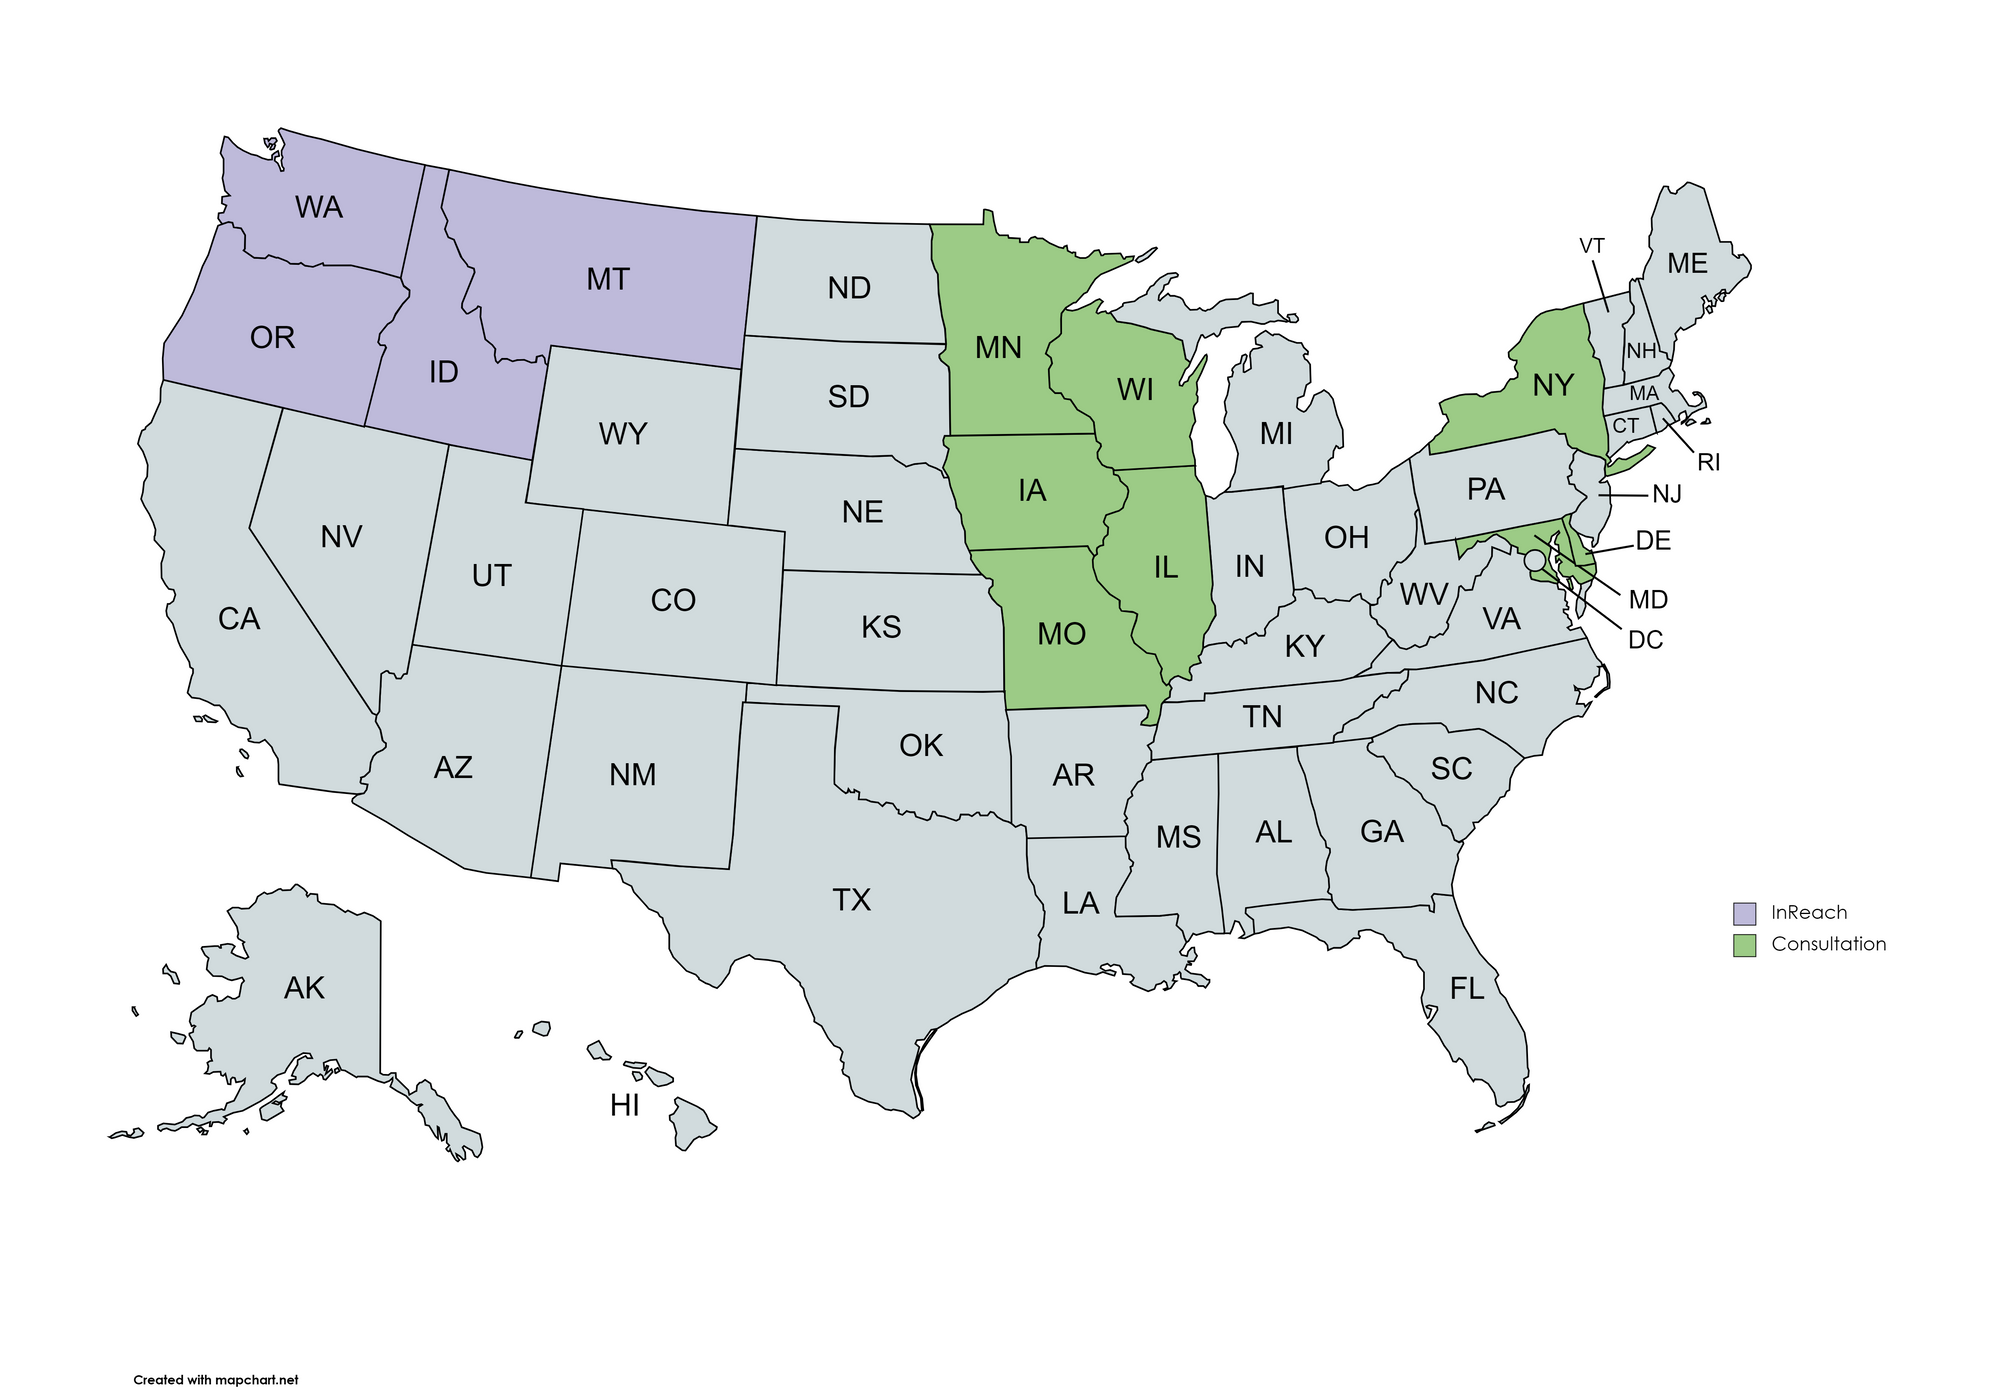 WA
MT
ND
MN
VT
ME
OR
ID
SD
WI
NY
NH
MA
CT
RI
WY
MI
NE
IA
PA
NJ
NV
UT
CO
IL
IN
OH
DE
CA
KS
MO
WV
VA
MD
DC
KY
NC
AZ
NM
OK
TN
AR
SC
MS
AL
GA
TX
LA
InReach
Consultation
AK
FL
HI
Created with mapchart.net